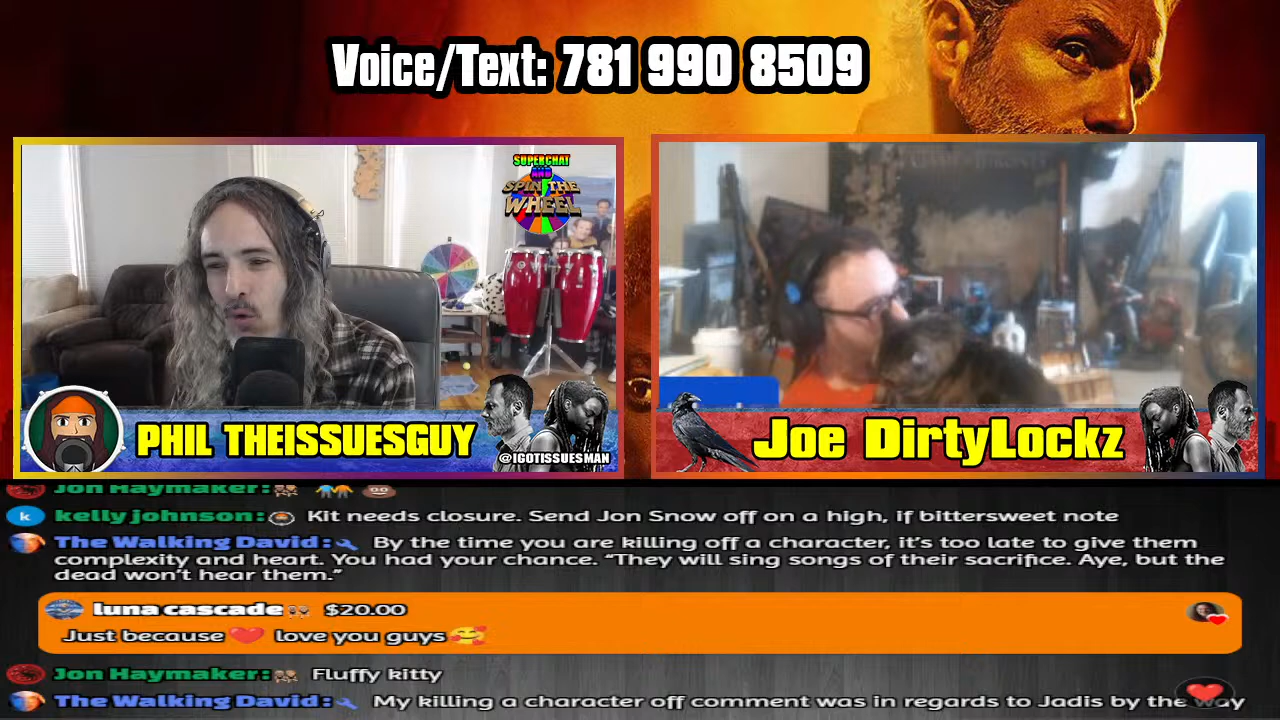 Voice/Text: 781 990 8509
SUPERCHAT
AND
SPIN THE
WHEEL
PHIL THEISSUESGUY
@IGOTISSUESMAN
Joe DirtyLockz
Jon Haymaker:
k kelly johnson: Kit needs closure. Send Jon Snow off on a high, if bittersweet note
The Walking David: By the time you are killing off a character, it's too late to give them
complexity and heart. You had your chance. “They will sing songs of their sacrifice. Aye, but the
dead won't hear them.”
luna cascade $20.00
Just because ❤️ love you guys 🥰
Jon Haymaker: Fluffy kitty
The Walking David: My killing a character off comment was in regards to Jadis by the way